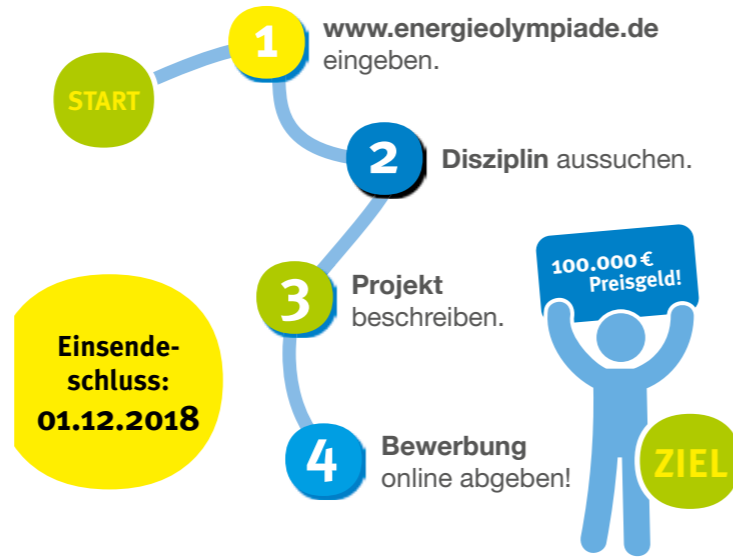 START
1
www.energieolympiade.de
eingeben.
2
Disziplin aussuchen.
3
Projekt
beschreiben.
100.000 €
Preisgeld!
Einsende-
schluss:
01.12.2018
4
Bewerbung
online abgeben!
ZIEL